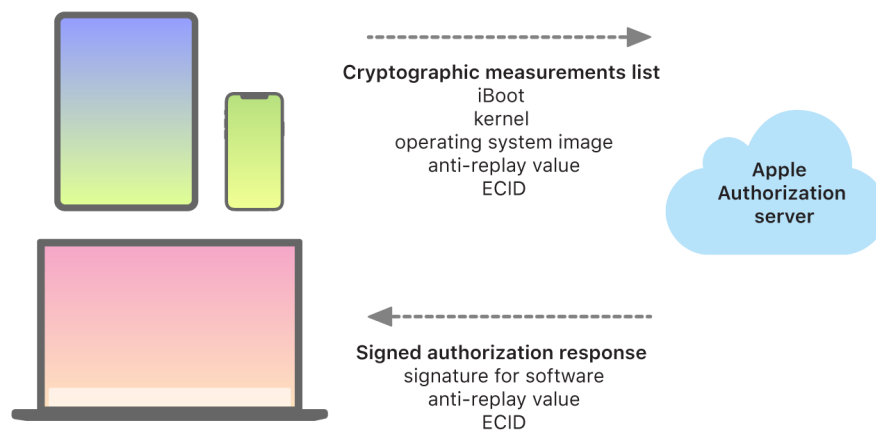 Cryptographic measurements list
iBoot
kernel
operating system image
anti-replay value
ECID
Apple
Authorization
server
Signed authorization response
signature for software
anti-replay value
ECID